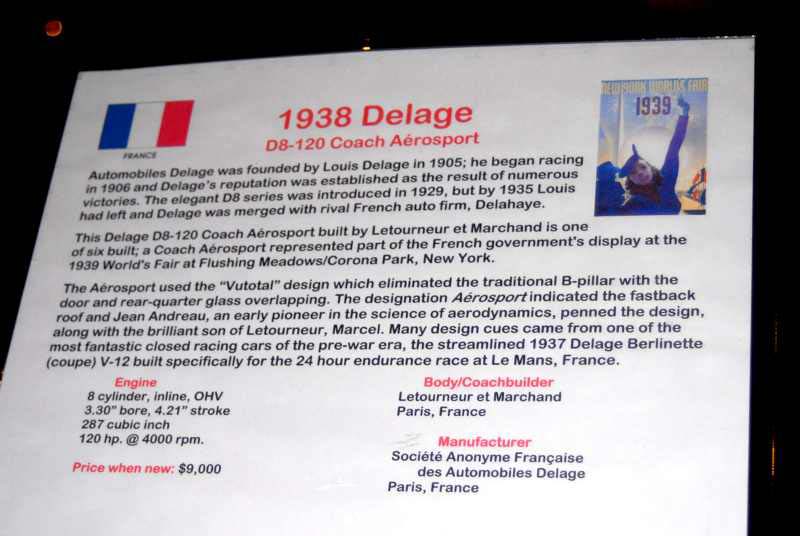 1938 Delage
D8-120 Coach Aérosport
FRANCE
NEW YORK WORLD'S FAIR
1939
Automobiles Delage was founded by Louis Delage in 1905; he began racing
in 1906 and Delage's reputation was established as the result of numerous
victories. The elegant D8 series was introduced in 1929, but by 1935 Louis
had left and Delage was merged with rival French auto firm, Delahaye.
This Delage D8-120 Coach Aérosport built by Letourneur et Marchand is one
of six built; a Coach Aérosport represented part of the French government's display at the
1939 World's Fair at Flushing Meadows/Corona Park, New York.
The Aérosport used the “Vutotal” design which eliminated the traditional B-pillar with the
door and rear-quarter glass overlapping. The designation Aérosport indicated the fastback
roof and Jean Andreau, an early pioneer in the science of aerodynamics, penned the design,
along with the brilliant son of Letourneur, Marcel. Many design cues came from one of the
most fantastic closed racing cars of the pre-war era, the streamlined 1937 Delage Berlinette
(coupe) V-12 built specifically for the 24 hour endurance race at Le Mans, France.
Engine
8 cylinder, inline, OHV
3.30” bore, 4.21” stroke
287 cubic inch
120 hp. @ 4000 rpm.
Price when new: $9,000
Body/Coachbuilder
Letourneur et Marchand
Paris, France
Manufacturer
Société Anonyme Française
des Automobiles Delage
Paris, France